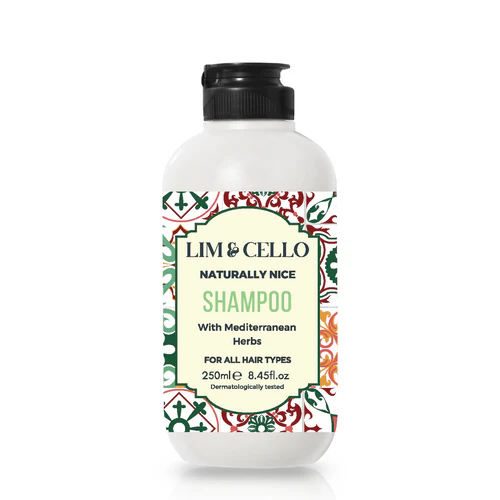 LIM & CELLO
NATURALLY NICE
SHAMPOO
With Mediterranean
Herbs
FOR ALL HAIR TYPES
250ml℮ 8.45fl.oz
Dermatologically tested